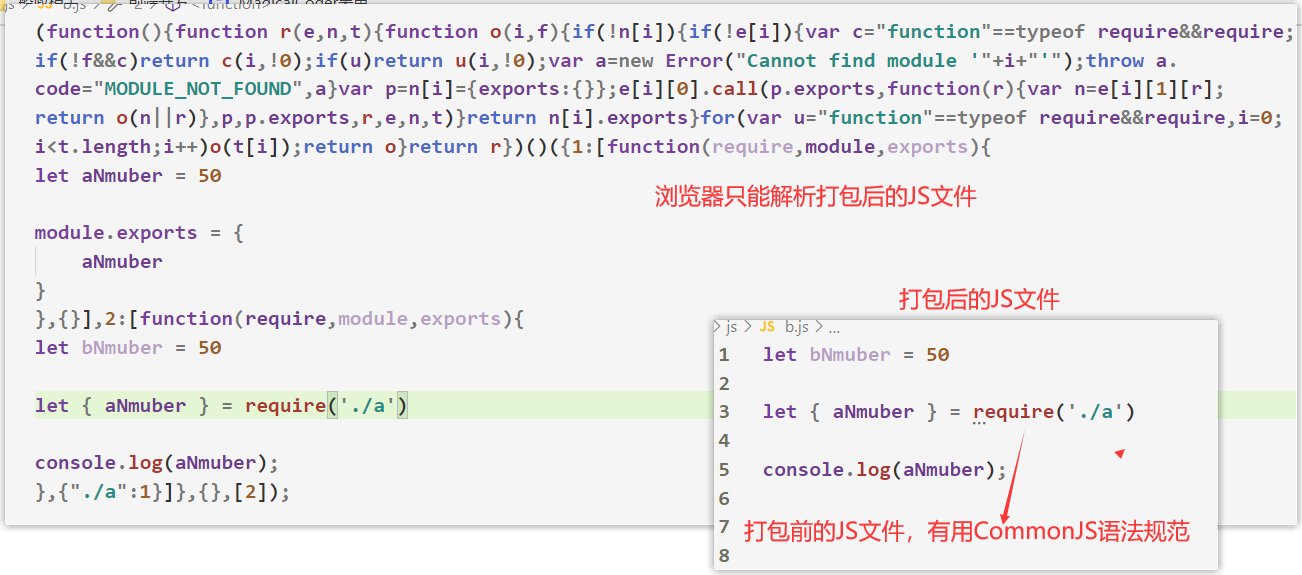 (function(){function r(e,n,t){function o(i,f){if(!n[i]){if(!e[i]){var c="function"==typeof require&&require;
if(!f&&c)return c(i,!0);if(u)return u(i,!0);var a=new Error("Cannot find module '"+i+"'");throw a.
code="MODULE_NOT_FOUND",a}var p=n[i]={exports:{}};e[i][0].call(p.exports,function(r){var n=e[i][1][r];
return o(n||r)},p,p.exports,r,e,n,t)}return n[i].exports}for(var u="function"==typeof require&&require,i=0;
i<t.length;i++)o(t[i]);return o}return r})()({1:[function(require,module,exports){
let aNmuber = 50
浏览器只能解析打包后的JS文件
module.exports = {
aNmuber
}
},{}],2:[function(require,module,exports){
let bNmuber = 50
let { aNmuber } = require('./a')
console.log(aNmuber);
},{"./a":1}]},{},[2]);
打包后的JS文件
js > JS b.js > ...
1 let bNmuber = 50
2
3 let { aNmuber } = require('./a')
4
5 console.log(aNmuber);
6
7
8
打包前的JS文件，有用CommonJS语法规范